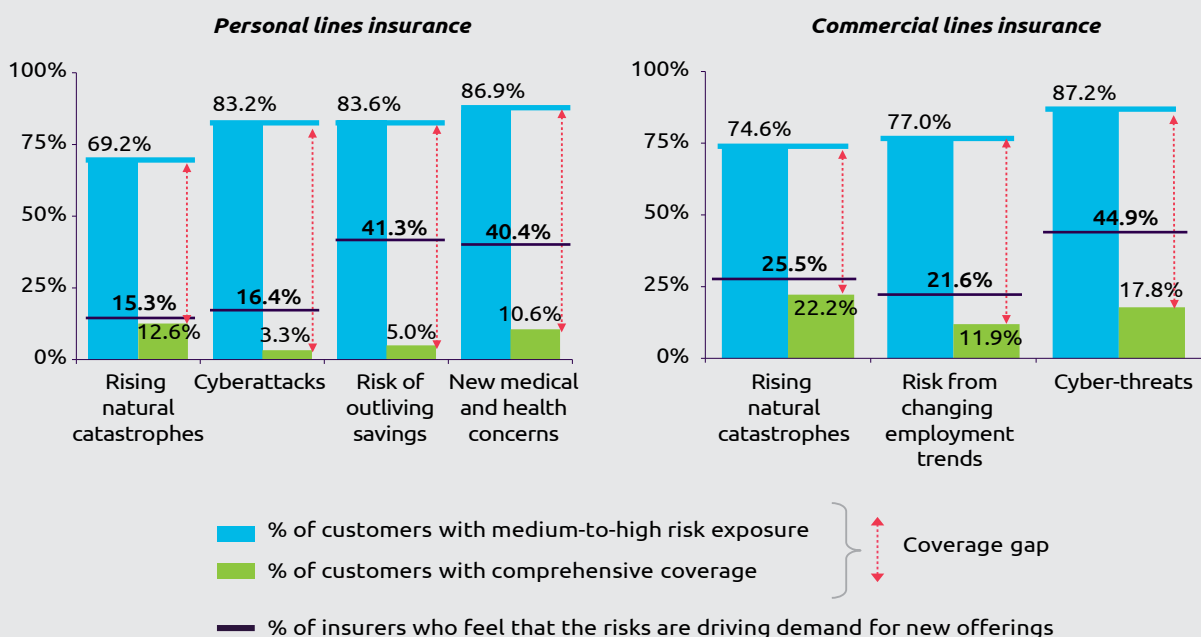 Personal lines insurance
100%
75%
50%
25%
0%
69.2%
15.3%
12.6%
83.2%
16.4%
3.3%
83.6%
41.3%
5.0%
86.9%
40.4%
10.6%
Rising
natural
catastrophes
Cyberattacks
Risk of
outliving
savings
New medical
and health
concerns
Commercial lines insurance
100%
75%
50%
25%
0%
74.6%
25.5%
22.2%
77.0%
21.6%
11.9%
87.2%
44.9%
17.8%
Rising
natural
catastrophes
Risk from
changing
employment
trends
Cyber-threats
% of customers with medium-to-high risk exposure
% of customers with comprehensive coverage
Coverage gap
% of insurers who feel that the risks are driving demand for new offerings